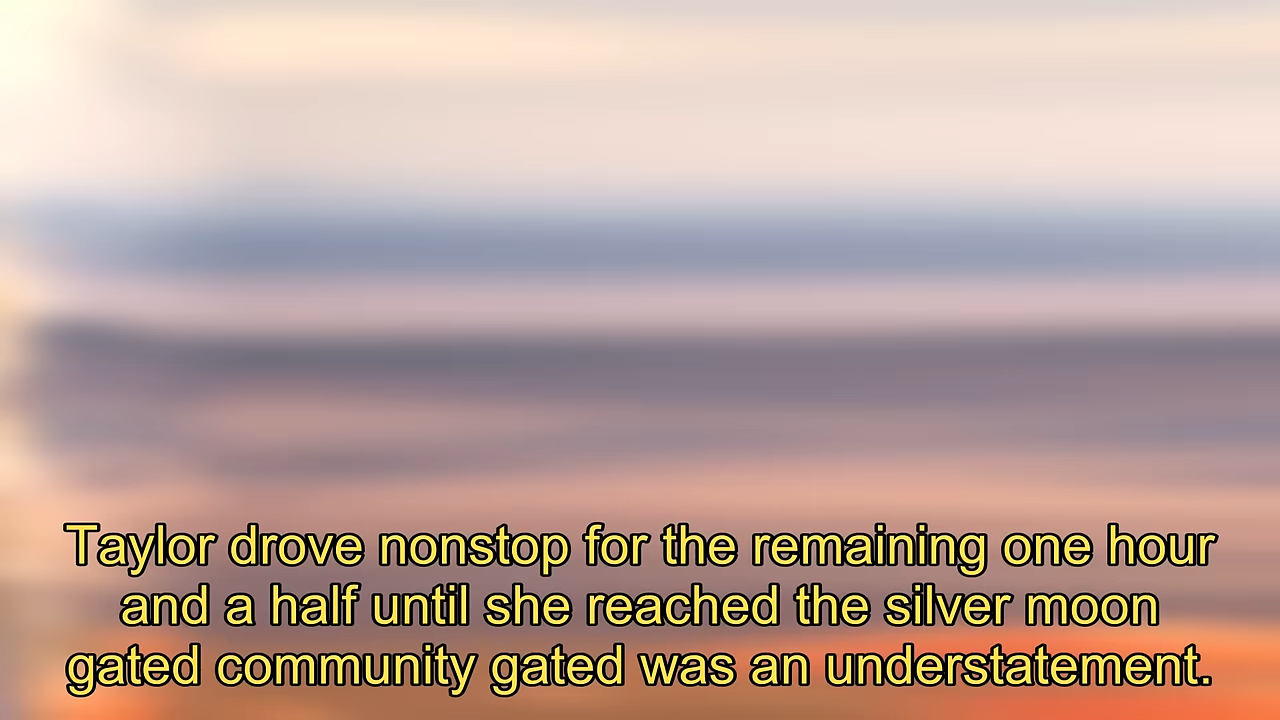 Taylor drove nonstop for the remaining one hour
and a half until she reached the silver moon
gated community gated was an understatement.